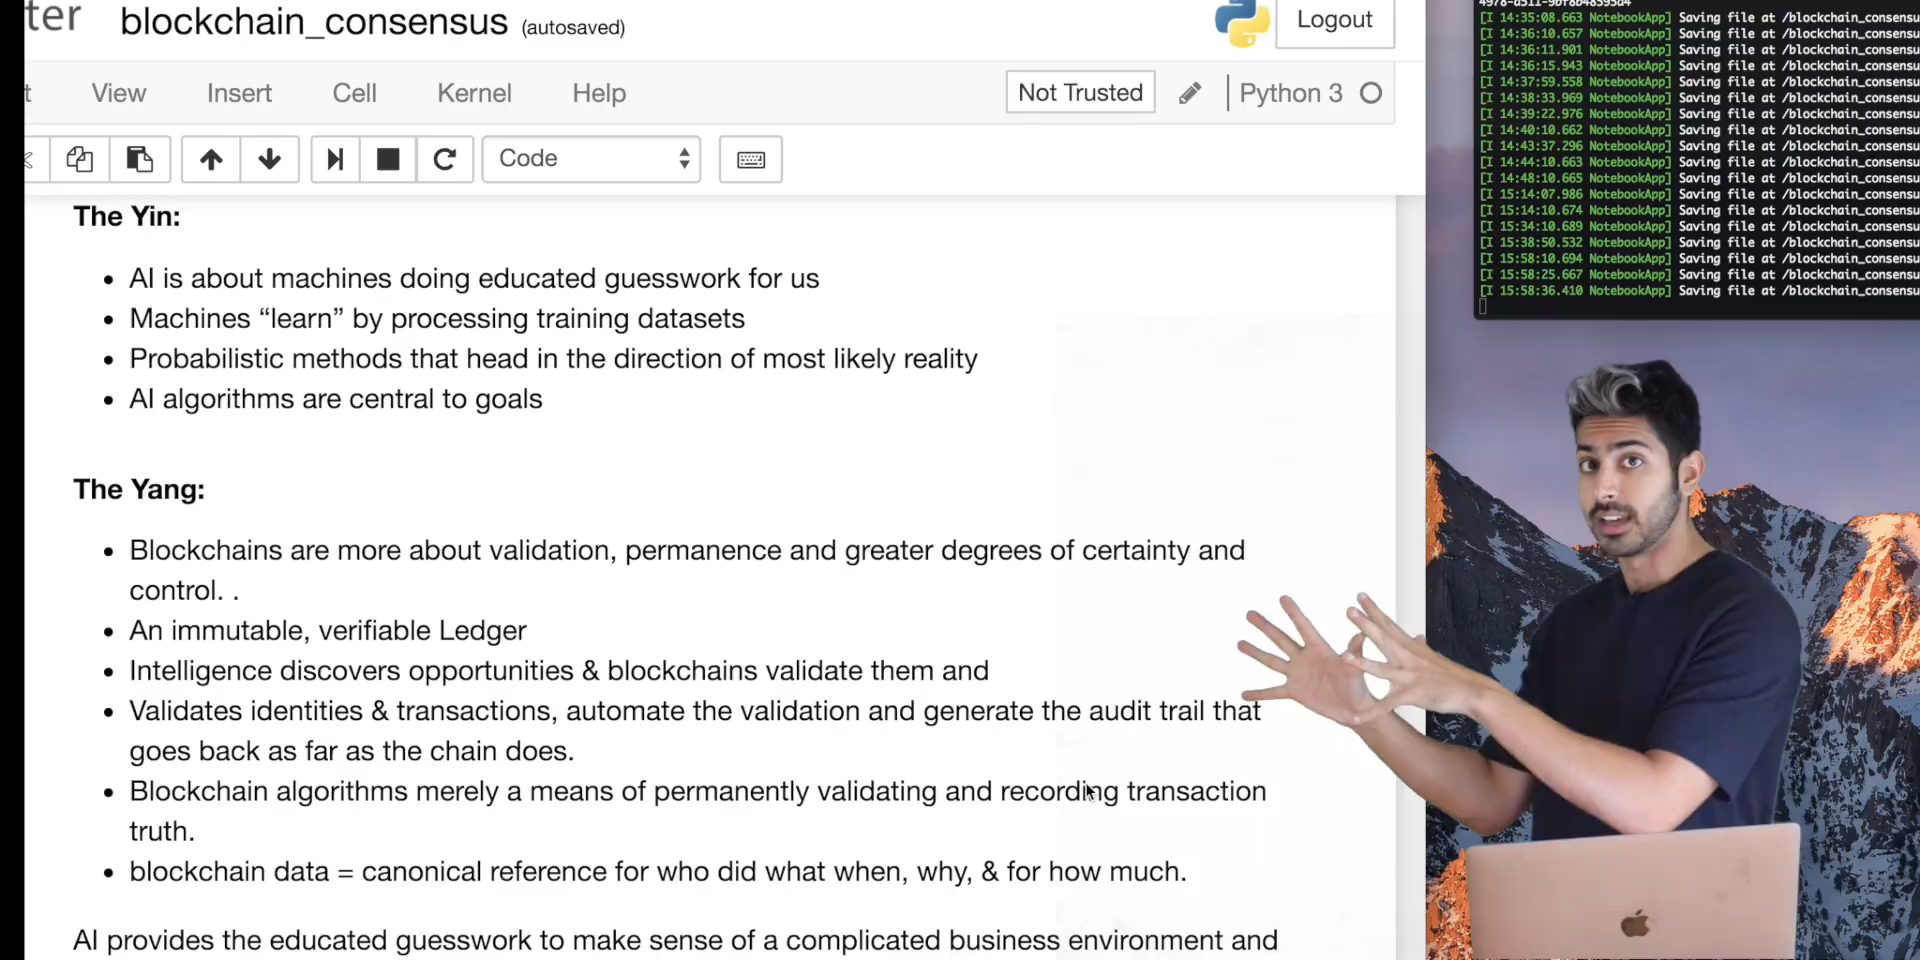 ter blockchain_consensus (autosaved)
Logout
t View Insert Cell Kernel Help Not Trusted Python 3
Code
The Yin:
AI is about machines doing educated guesswork for us
Machines “learn” by processing training datasets
Probabilistic methods that head in the direction of most likely reality
AI algorithms are central to goals
The Yang:
Blockchains are more about validation, permanence and greater degrees of certainty and
control. .
An immutable, verifiable Ledger
Intelligence discovers opportunities & blockchains validate them and
Validates identities & transactions, automate the validation and generate the audit trail that
goes back as far as the chain does.
Blockchain algorithms merely a means of permanently validating and recording transaction
truth.
blockchain data = canonical reference for who did what when, why, & for how much.
AI provides the educated guesswork to make sense of a complicated business environment and
[I 14:35:08.663 NotebookApp] Saving file at /blockchain_consensu
[I 14:36:10.657 NotebookApp] Saving file at /blockchain_consensu
[I 14:36:11.901 NotebookApp] Saving file at /blockchain_consensu
[I 14:36:15.943 NotebookApp] Saving file at /blockchain_consensu
[I 14:37:59.558 NotebookApp] Saving file at /blockchain_consensu
[I 14:38:33.969 NotebookApp] Saving file at /blockchain_consensu
[I 14:39:22.976 NotebookApp] Saving file at /blockchain_consensu
[I 14:40:10.662 NotebookApp] Saving file at /blockchain_consensu
[I 14:43:37.296 NotebookApp] Saving file at /blockchain_consensu
[I 14:44:10.663 NotebookApp] Saving file at /blockchain_consensu
[I 14:48:10.665 NotebookApp] Saving file at /blockchain_consensu
[I 15:14:07.986 NotebookApp] Saving file at /blockchain_consensu
[I 15:14:10.674 NotebookApp] Saving file at /blockchain_consensu
[I 15:34:10.689 NotebookApp] Saving file at /blockchain_consensu
[I 15:38:50.532 NotebookApp] Saving file at /blockchain_consensu
[I 15:58:10.694 NotebookApp] Saving file at /blockchain_consensu
[I 15:58:25.667 NotebookApp] Saving file at /blockchain_consensu
[I 15:58:36.410 NotebookApp] Saving file at /blockchain_consensu